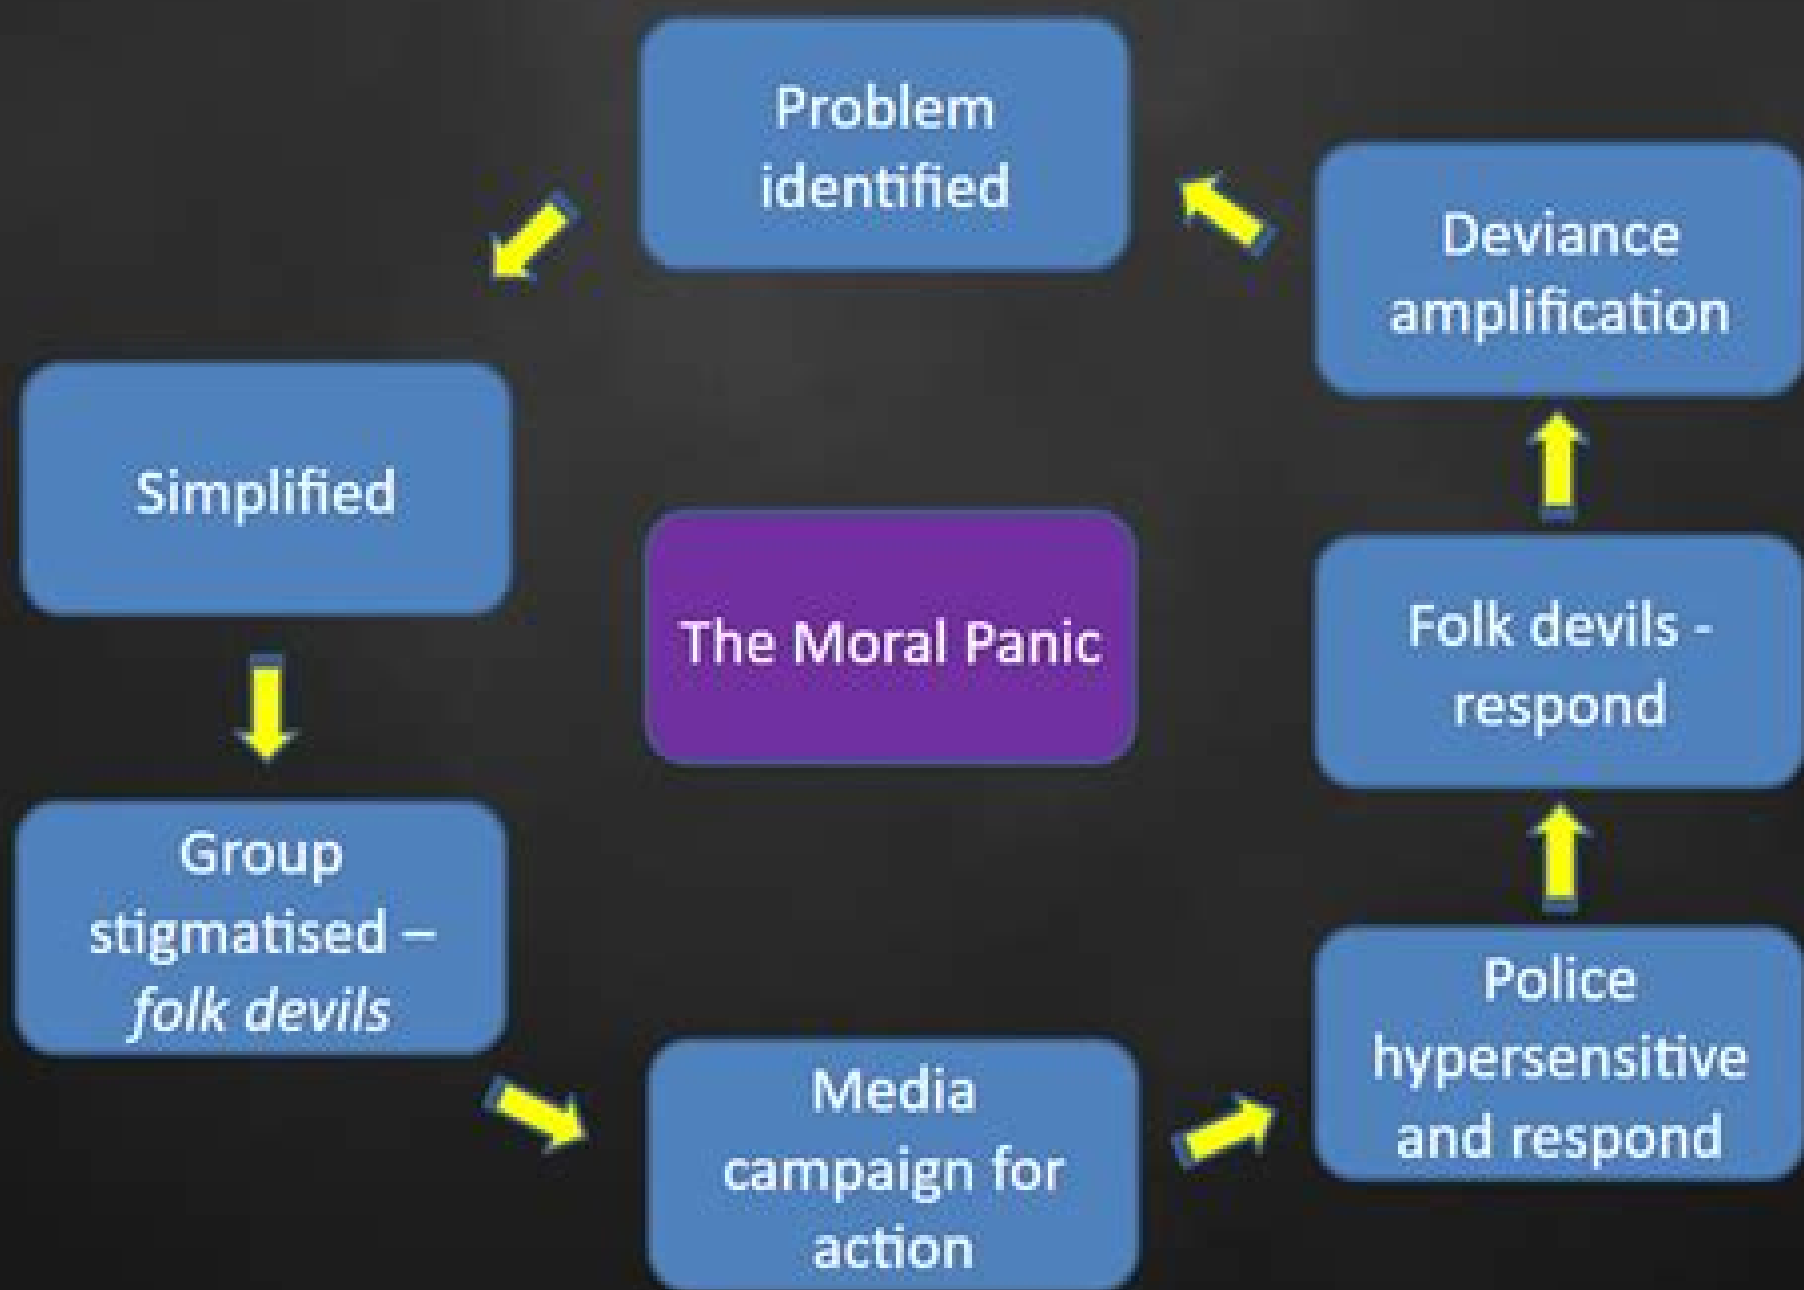 Problem
identified
Simplified
Group
stigmatised –
folk devils
Media
campaign for
action
Police
hypersensitive
and respond
Folk devils -
respond
Deviance
amplification
The Moral Panic